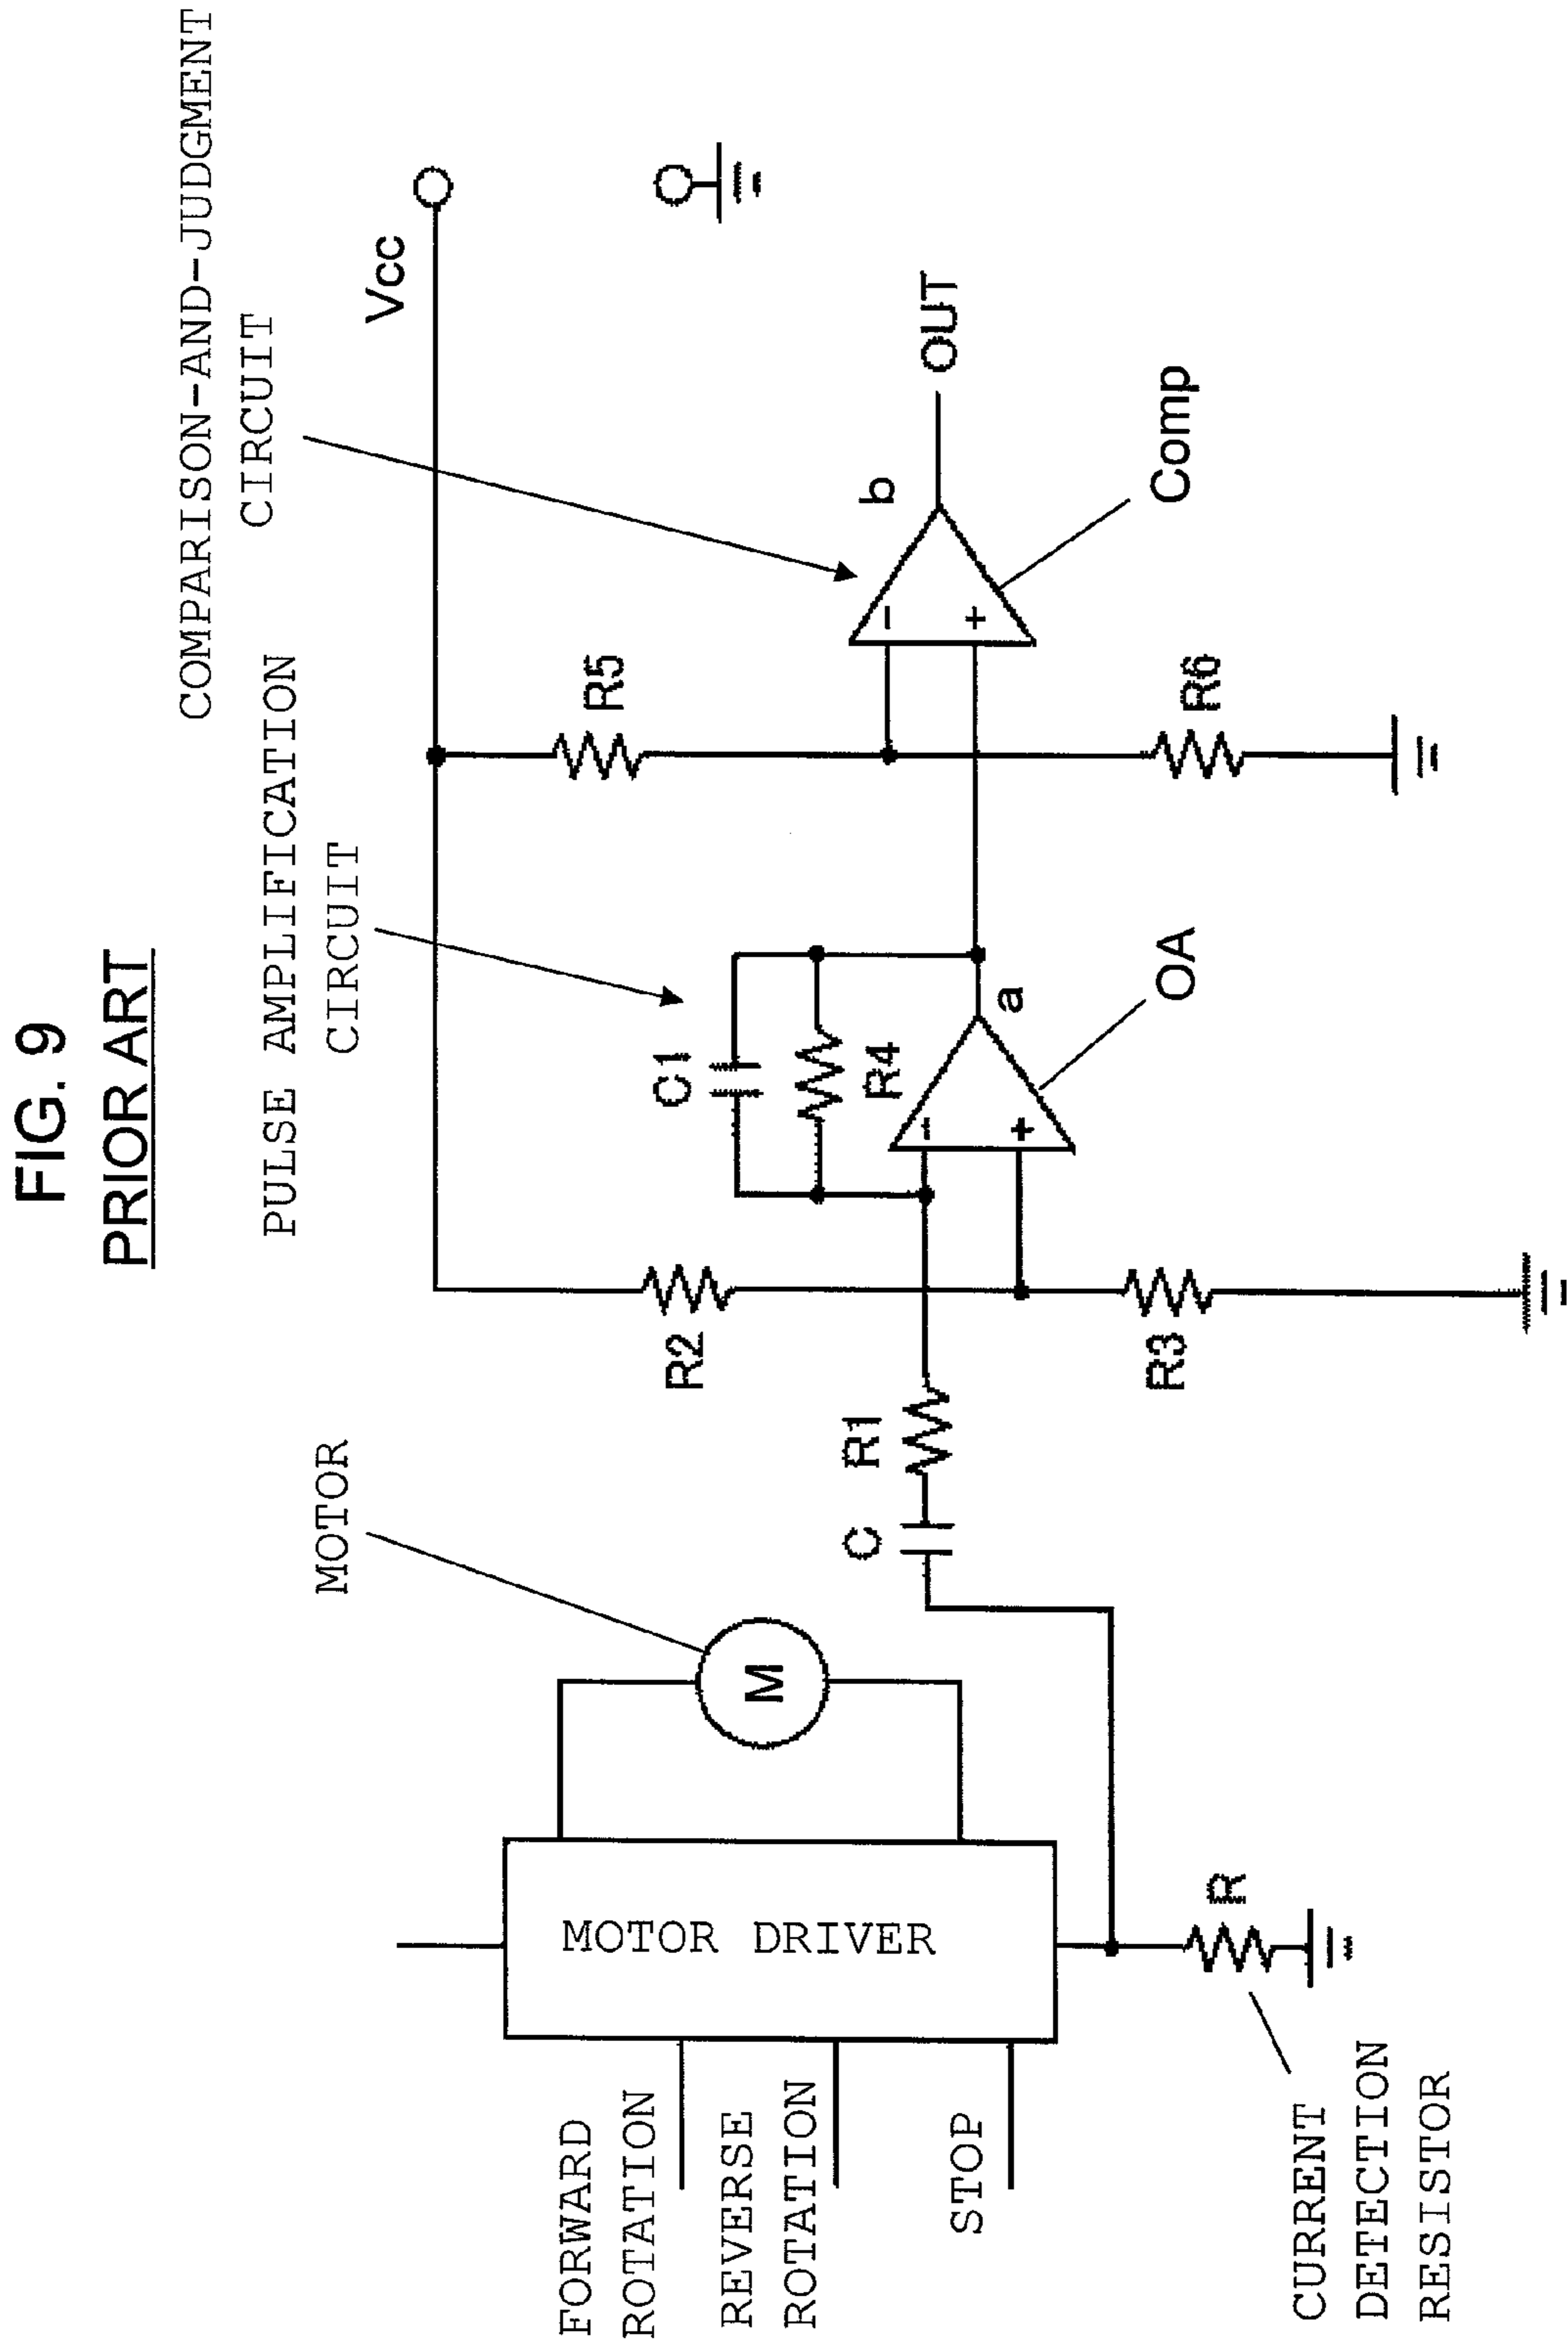 FIG. 9
PRIOR ART
COMPARISON-AND-JUDGMENT
CIRCUIT
PULSE AMPLIFICATION
CIRCUIT
MOTOR
Vcc
C1
R4
R5
R2
M
b
OUT
-
+
-
+
a
C
R1
MOTOR DRIVER
FORWARD
ROTATION
REVERSE
ROTATION
STOP
OA
Comp
R3
R6
R
CURRENT
DETECTION
RESISTOR